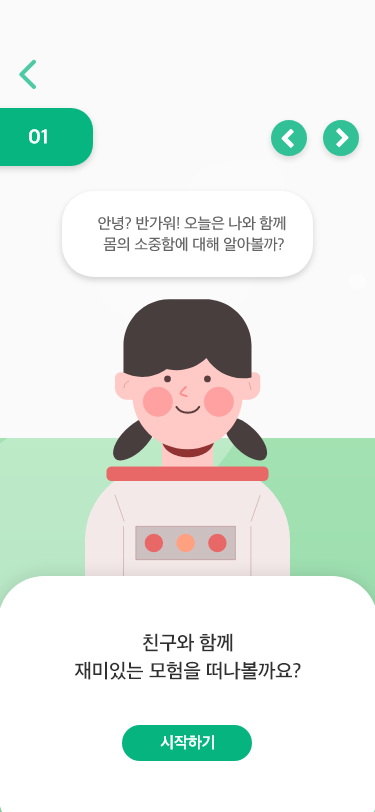 01
안녕? 반가워! 오늘은 나와 함께
몸의 소중함에 대해 알아볼까?
친구와 함께
재미있는 모험을 떠나볼까요?
시작하기